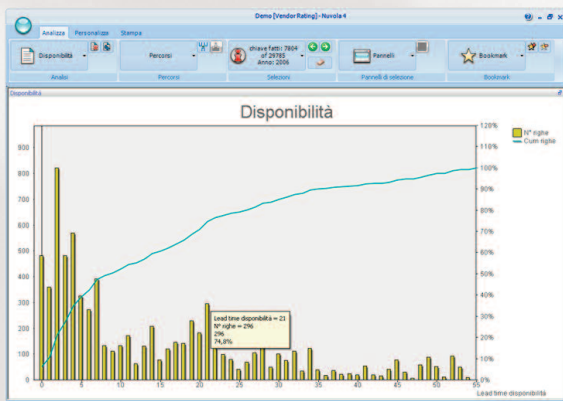 Demo [Vendor Rating] - Nuvola 4
Analizza Personalizza Stampa
Disponibilità
Percorsi
chiave fatti: 7804
of 29785
Anno: 2006
Pannelli
Bookmark
Analisi Percorsi Selezioni Pannelli di selezione Bookmark
Disponibilità
Disponibilità
N° righe
Cum righe
900
800
700
600
500
400
300
200
100
0
120%
110%
100%
90%
80%
70%
60%
50%
40%
30%
20%
10%
0%
Lead time disponibilità = 21
N° righe = 296
296
74,8%
0 5 10 15 20 25 30 35 40 45 50 55
Lead time disponibilità